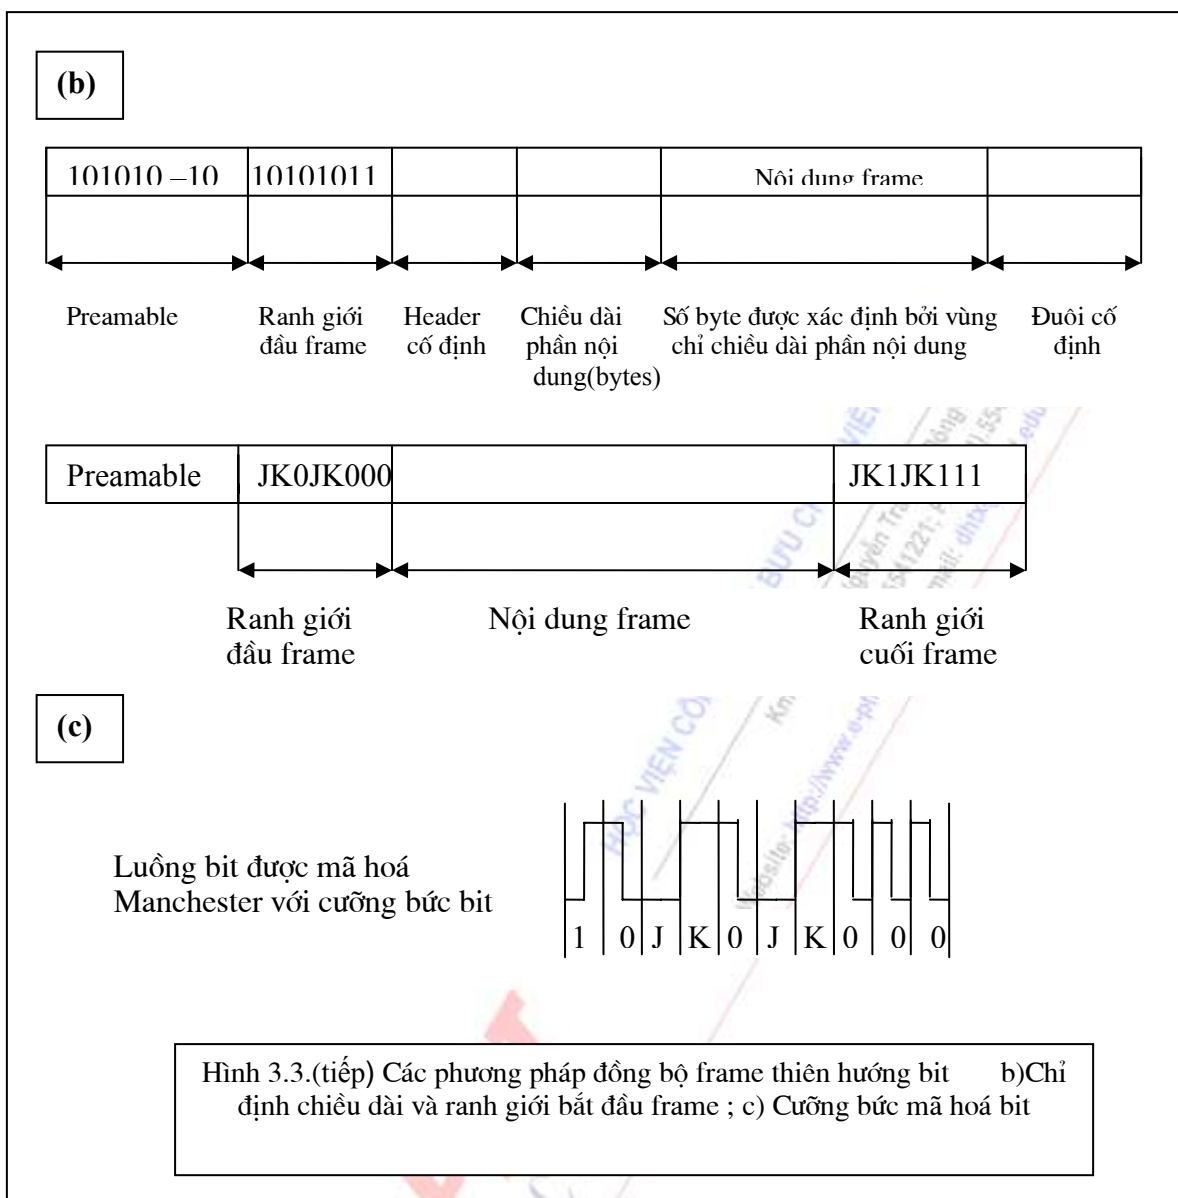 (b)
101010 –10 10101011 Nội dung frame
Preamable Ranh giới Header Chiều dài Số byte được xác định bởi vùng Đuôi cố
đầu frame cố định phần nội chỉ chiều dài phần nội dung định
dung(bytes)
Preamable JK0JK000 JK1JK111
Ranh giới Nội dung frame Ranh giới
đầu frame cuối frame
(c)
Luồng bit được mã hoá
Manchester với cưỡng bức bit
1 0 J K 0 J K 0 0 0
Hình 3.3.(tiếp) Các phương pháp đồng bộ frame thiên hướng bit b)Chỉ
định chiều dài và ranh giới bắt đầu frame ; c) Cưỡng bức mã hoá bit